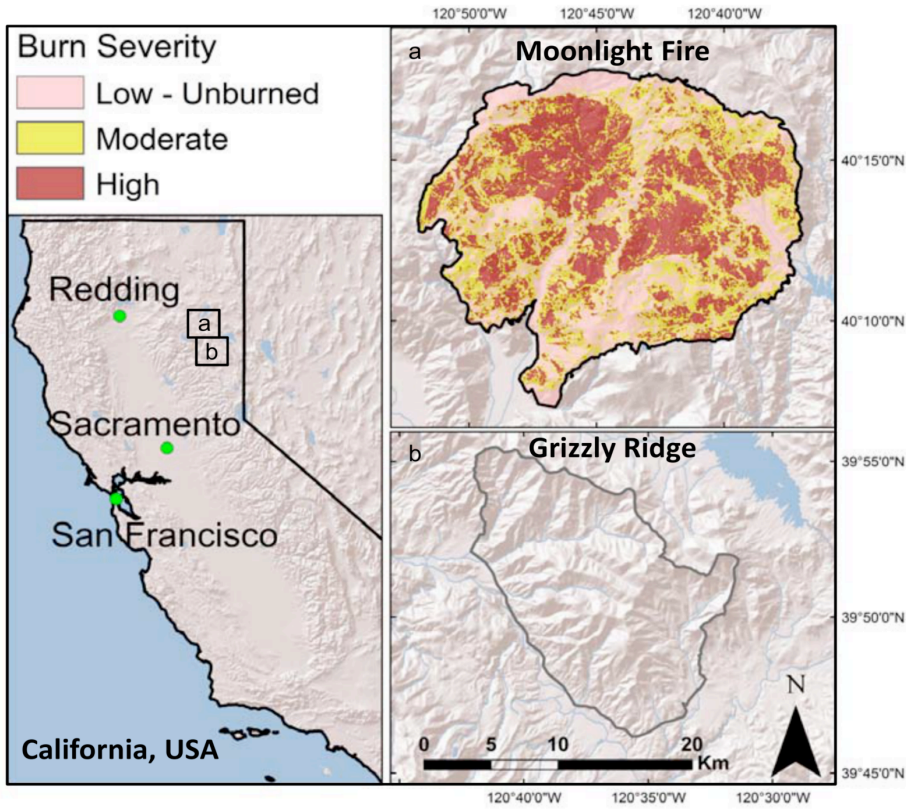 120°50'0"W 120°45'0"W 120°40'0"W
Burn Severity
Low - Unburned
Moderate
High
a
Moonlight Fire
40°15'0"N
40°10'0"N
Redding
a
b
Sacramento
San Francisco
California, USA
b
Grizzly Ridge
39°55'0"N
39°50'0"N
39°45'0"N
N
0 5 10 20
Km
120°40'0"W 120°35'0"W 120°30'0"W